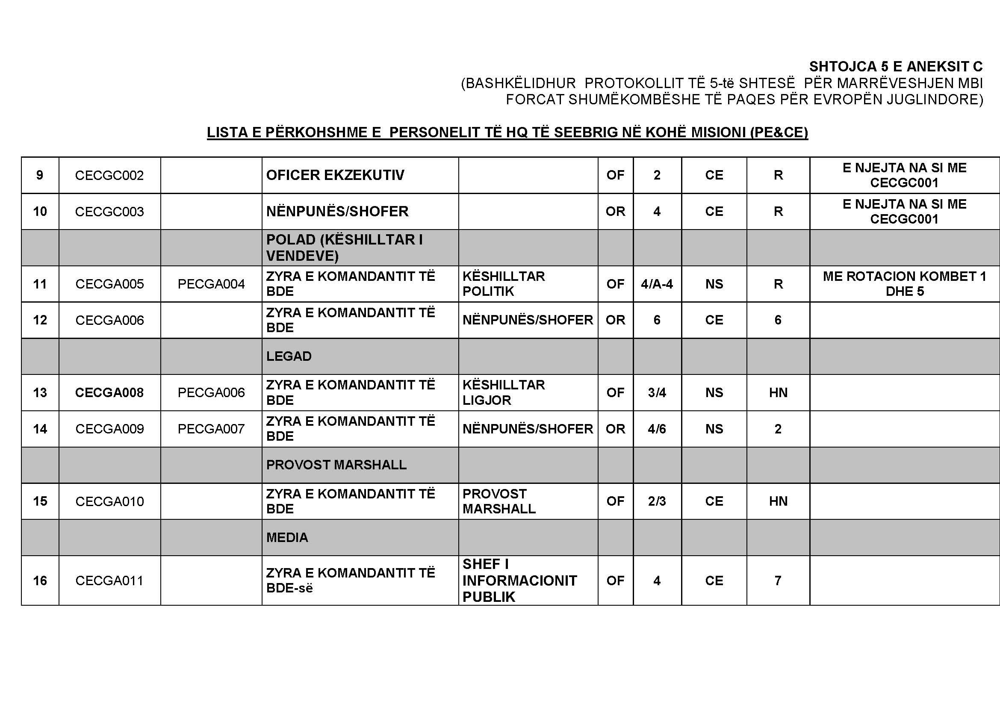 SHTOJCA 5 E ANEKSIT C
(BASHKËLIDHUR PROTOKOLLIT TË 5-të SHTESË PËR MARRËVESHJEN MBI
FORCAT SHUMËKOMBËSHE TË PAQES PËR EVROPËN JUGLINDORE)
LISTA E PËRKOHSHME E PERSONELIT TË HQ TË SEEBRIG NË KOHË MISIONI (PE&CE)
9 CECGC002 OFICER EKZEKUTIV OF 2 CE R E NJEJTA NA SI ME
CECGC001
10 CECGC003 NËNPUNËS/SHOFER OR 4 CE R E NJEJTA NA SI ME
CECGC001
POLAD (KËSHILLTAR I
VENDEVE)
11 CECGA005 PECGA004 ZYRA E KOMANDANTIT TË
BDE KËSHILLTAR
POLITIK OF 4/A-4 NS R ME ROTACION KOMBET 1
DHE 5
12 CECGA006 ZYRA E KOMANDANTIT TË
BDE NËNPUNËS/SHOFER OR 6 CE 6
LEGAD
13 CECGA008 PECGA006 ZYRA E KOMANDANTIT TË
BDE KËSHILLTAR
LIGJOR OF 3/4 NS HN
14 CECGA009 PECGA007 ZYRA E KOMANDANTIT TË
BDE NËNPUNËS/SHOFER OR 4/6 NS 2
PROVOST MARSHALL
15 CECGA010 ZYRA E KOMANDANTIT TË
BDE PROVOST
MARSHALL OF 2/3 CE HN
MEDIA
16 CECGA011 ZYRA E KOMANDANTIT TË
BDE-së SHEF I
INFORMACIONIT
PUBLIK OF 4 CE 7